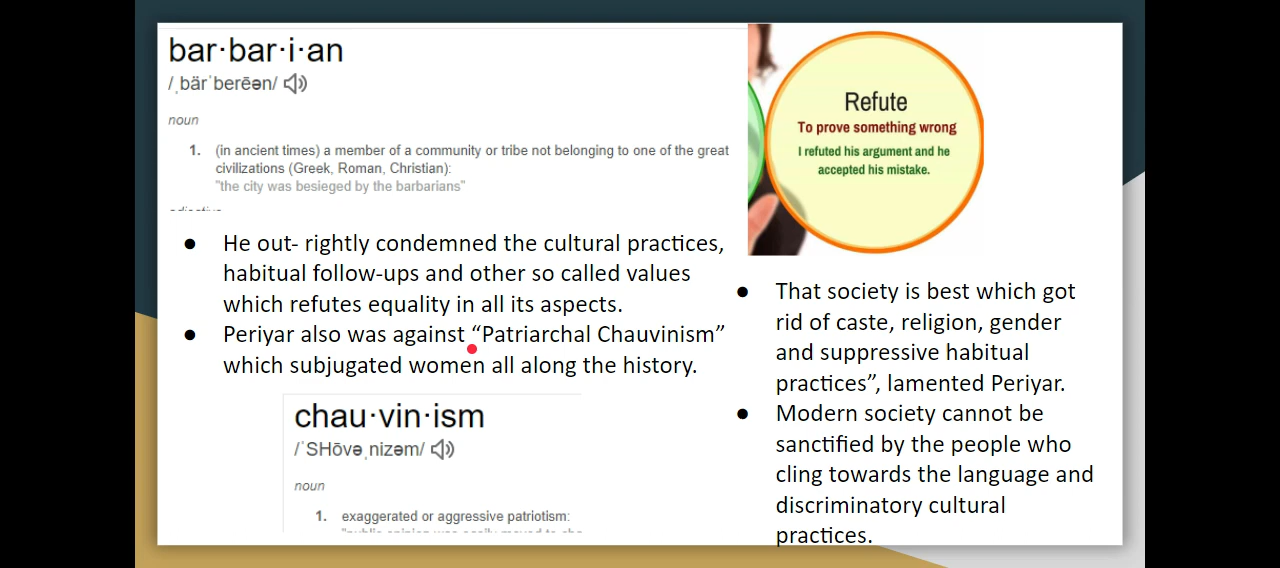 bar·bar·i·an
/ˌbärˈberēən/
noun
1. (in ancient times) a member of a community or tribe not belonging to one of the great
civilizations (Greek, Roman, Christian):
"the city was besieged by the barbarians"
Refute
To prove something wrong
I refuted his argument and he
accepted his mistake.
● He out- rightly condemned the cultural practices,
habitual follow-ups and other so called values
which refutes equality in all its aspects.
● Periyar also was against “Patriarchal Chauvinism”
which subjugated women all along the history.
chau·vin·ism
/ˈSHōvəˌnizəm/
noun
1. exaggerated or aggressive patriotism:
● That society is best which got
rid of caste, religion, gender
and suppressive habitual
practices”, lamented Periyar.
● Modern society cannot be
sanctified by the people who
cling towards the language and
discriminatory cultural
practices.